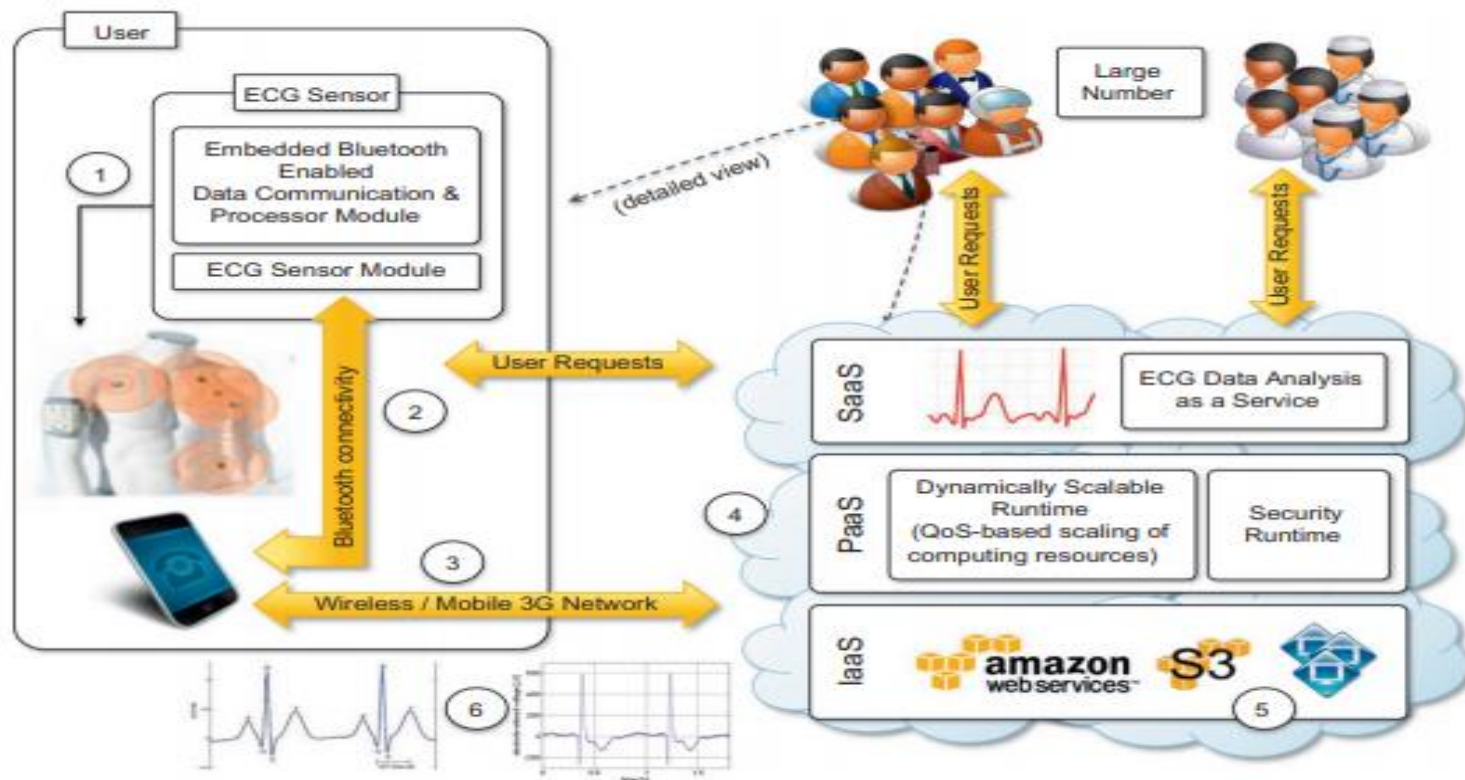 User
ECG Sensor
Embedded Bluetooth
Enabled
Data Communication &
Processor Module
ECG Sensor Module
1
(detailed view)
Large
Number
User Requests
User Requests
User Requests
2
Bluetooth connectivity
3
Wireless / Mobile 3G Network
4
SaaS
ECG Data Analysis
as a Service
PaaS
Dynamically Scalable
Runtime
(QoS-based scaling of
computing resources)
Security
Runtime
IaaS
amazon
webservices™
S3
5
6